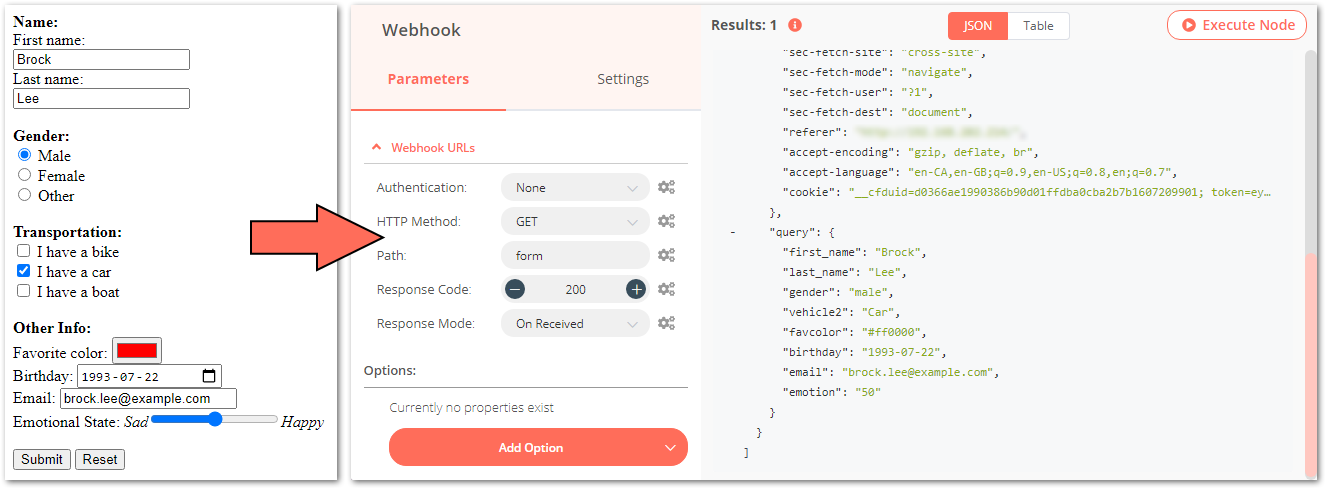 Name:
First name:
Brock
Last name:
Lee
Gender:
Male
Female
Other
Transportation:
I have a bike
I have a car
I have a boat
Other Info:
Favorite color:
Birthday: 1993-07-22
Email: brock.lee@example.com
Emotional State: Sad Happy
Submit Reset
Webhook
Parameters Settings
Webhook URLs
Authentication: None
HTTP Method: GET
Path: form
Response Code: 200
Response Mode: On Received
Options:
Currently no properties exist
Add Option
Results: 1
JSON Table
Execute Node
"sec-fetch-site": "cross-site",
"sec-fetch-mode": "navigate",
"sec-fetch-user": "?1",
"sec-fetch-dest": "document",
"referer":
"accept-encoding": "gzip, deflate, br",
"accept-language": "en-CA,en-GB;q=0.9,en-US;q=0.8,en;q=0.7",
"cookie": "__cfduid=d0366ae1990386b90d01ffdba0cba2b7b1607209901; token=ey…
},
- "query": {
"first_name": "Brock",
"last_name": "Lee",
"gender": "male",
"vehicle2": "Car",
"favcolor": "#ff0000",
"birthday": "1993-07-22",
"email": "brock.lee@example.com",
"emotion": "50"
}
}
]